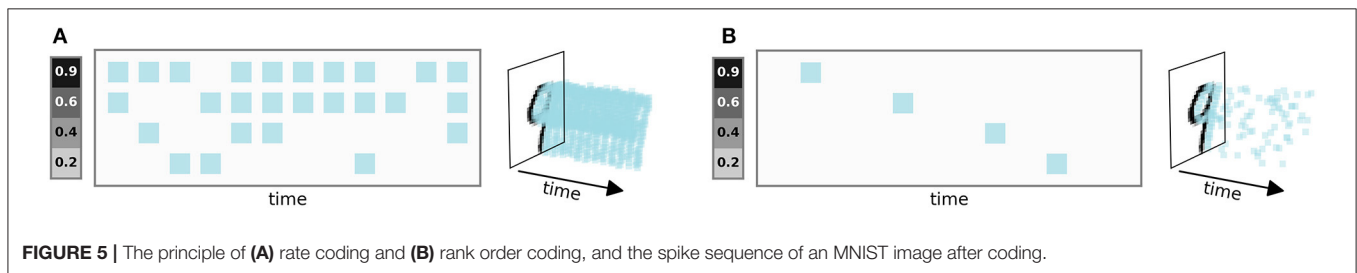 A
0.9
0.6
0.4
0.2
time
time
B
0.9
0.6
0.4
0.2
time
time
FIGURE 5 | The principle of (A) rate coding and (B) rank order coding, and the spike sequence of an MNIST image after coding.